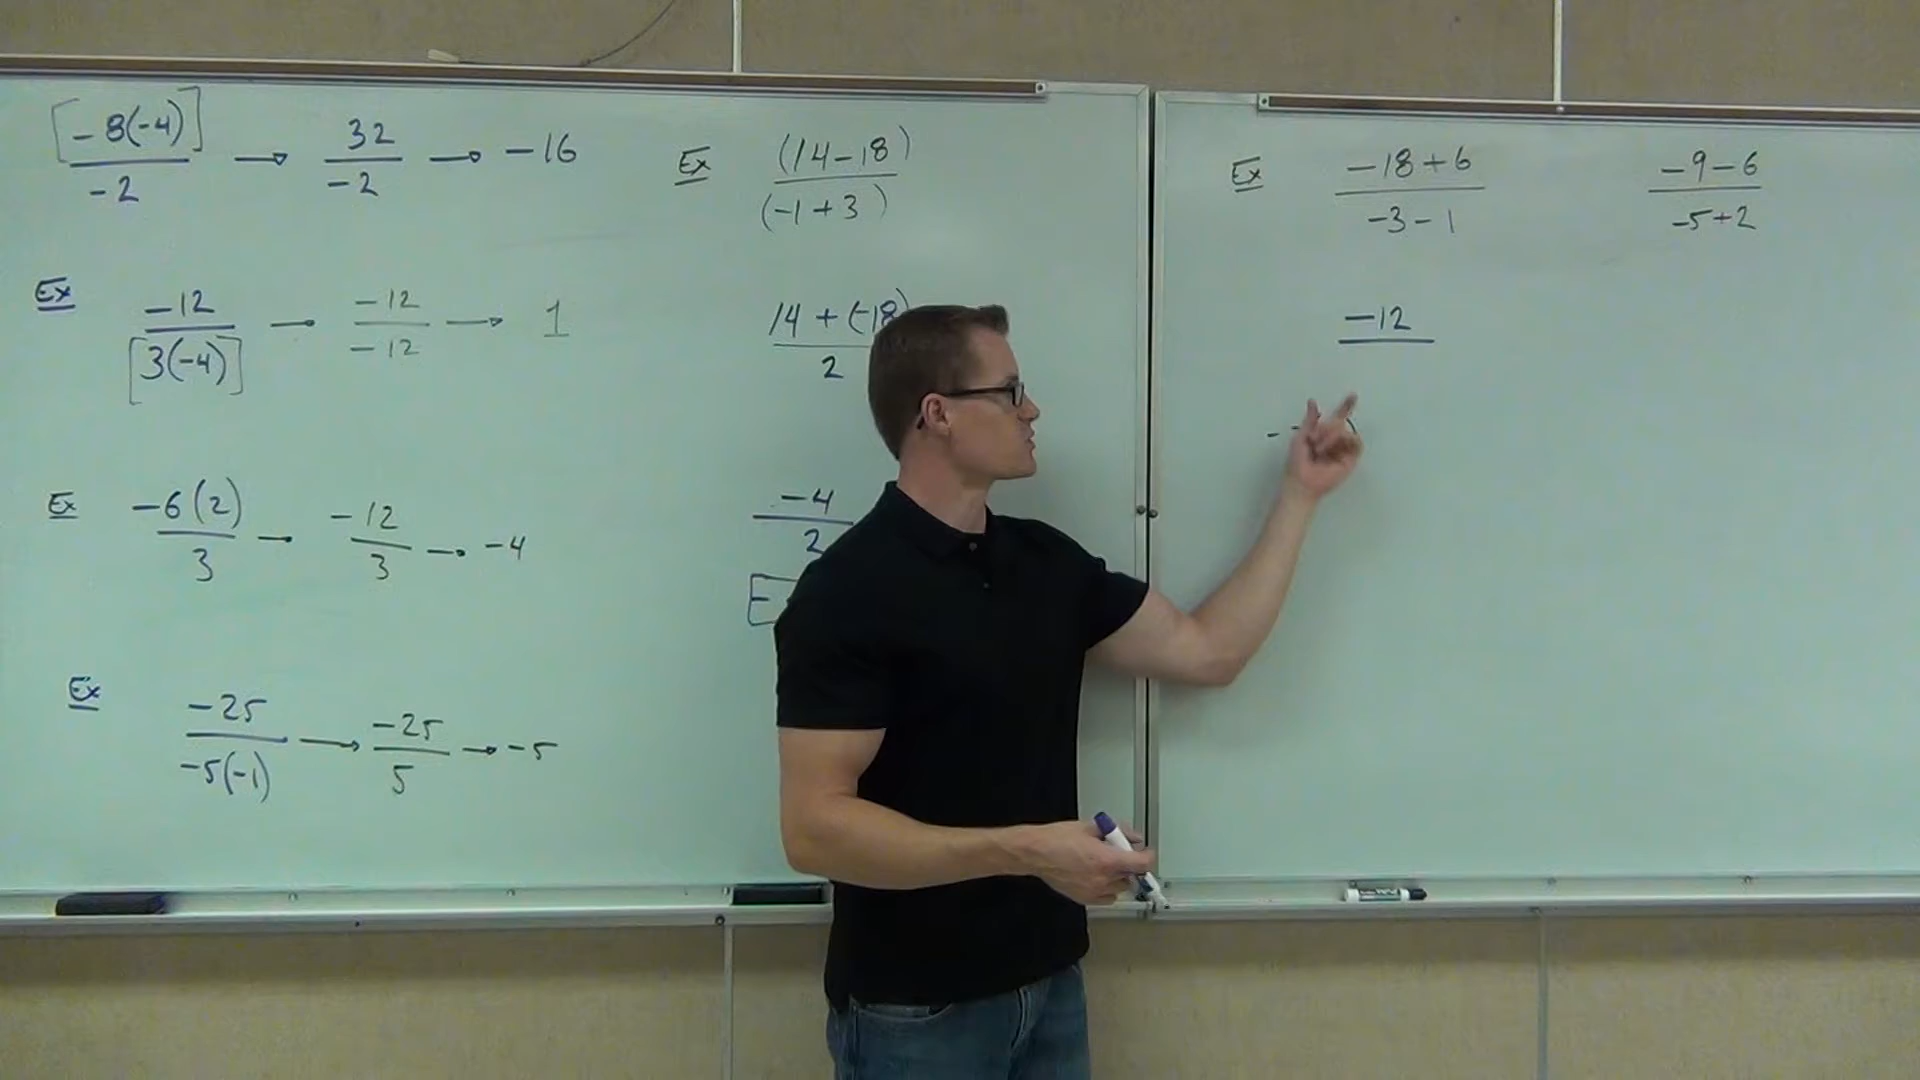 [-8(-4)] / -2 → 32 / -2 → -16
Ex -12 / [3(-4)] → -12 / -12 → 1
Ex -6(2) / 3 → -12 / 3 → -4
Ex -25 / -5(-1) → -25 / 5 → -5
Ex (14-18) / (-1+3)
14 + (-18) / 2
-4 / 2
Ex -18+6 / -3-1
-12
-9-6 / -5+2